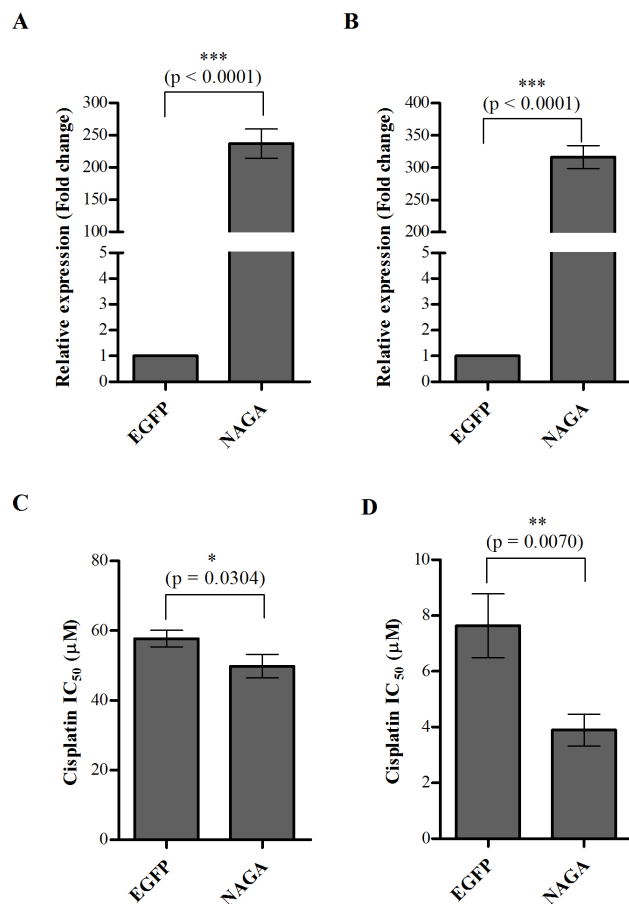 A
***
(p < 0.0001)
Relative expression (Fold change)
300
250
200
150
100
5
4
3
2
1
0
EGFP
NAGA
B
***
(p < 0.0001)
Relative expression (Fold change)
400
350
300
250
200
5
4
3
2
1
0
EGFP
NAGA
C
*
(p = 0.0304)
Cisplatin IC50 (μM)
80
60
40
20
0
EGFP
NAGA
D
**
(p = 0.0070)
Cisplatin IC50 (μM)
10
8
6
4
2
0
EGFP
NAGA